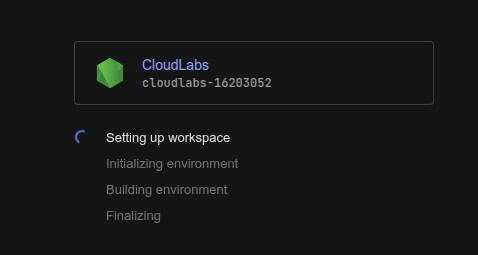 CloudLabs
cloudlabs-16203052
Setting up workspace
Initializing environment
Building environment
Finalizing